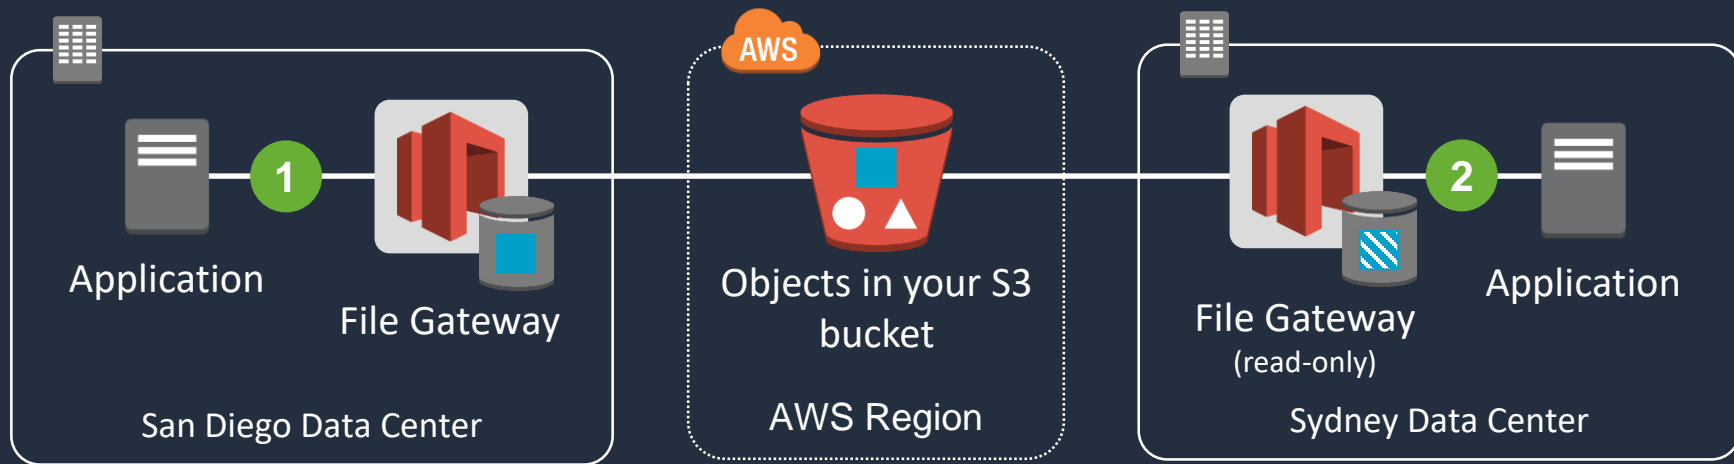 AWS
1
2
Application
File Gateway
San Diego Data Center
Objects in your S3
bucket
AWS Region
File Gateway
(read-only)
Application
Sydney Data Center